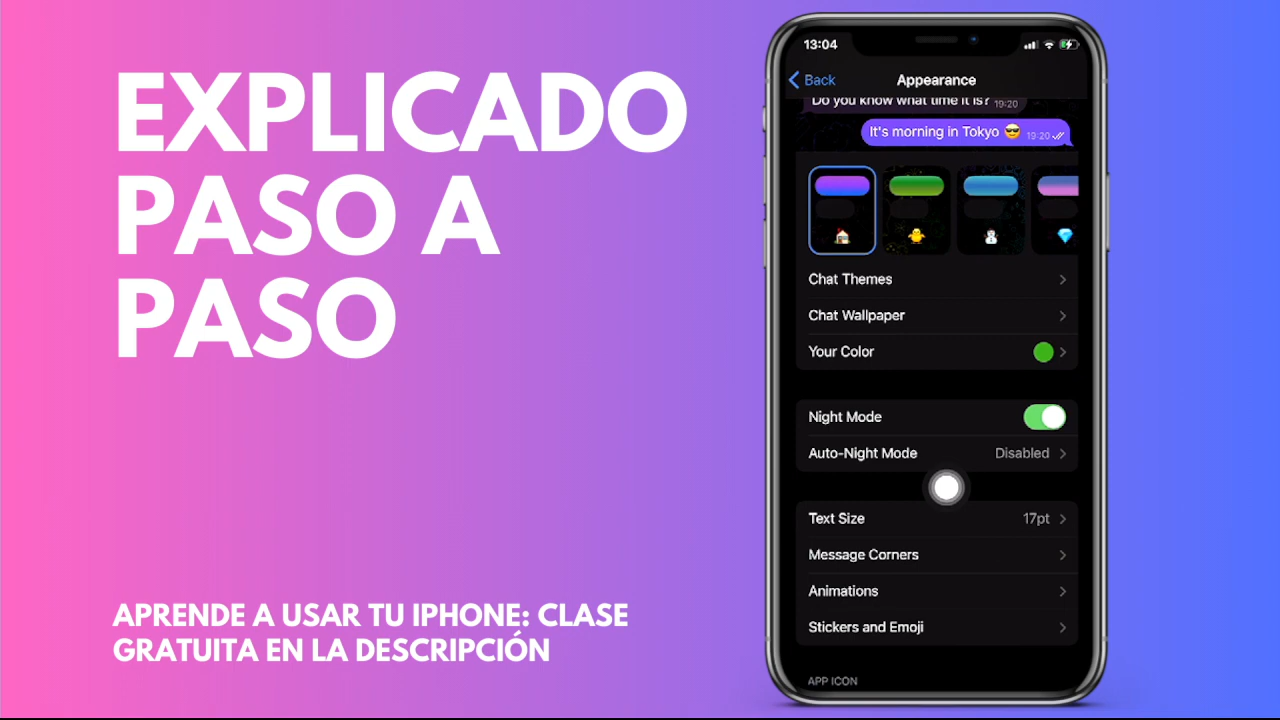 EXPLICADO
PASO A
PASO
APRENDE A USAR TU IPHONE: CLASE
GRATUITA EN LA DESCRIPCIÓN
13:04
Back Appearance
Do you know what time it is? 19:20
It's morning in Tokyo 😎 19:20
Chat Themes
Chat Wallpaper
Your Color
Night Mode
Auto-Night Mode Disabled
Text Size 17pt
Message Corners
Animations
Stickers and Emoji
APP ICON